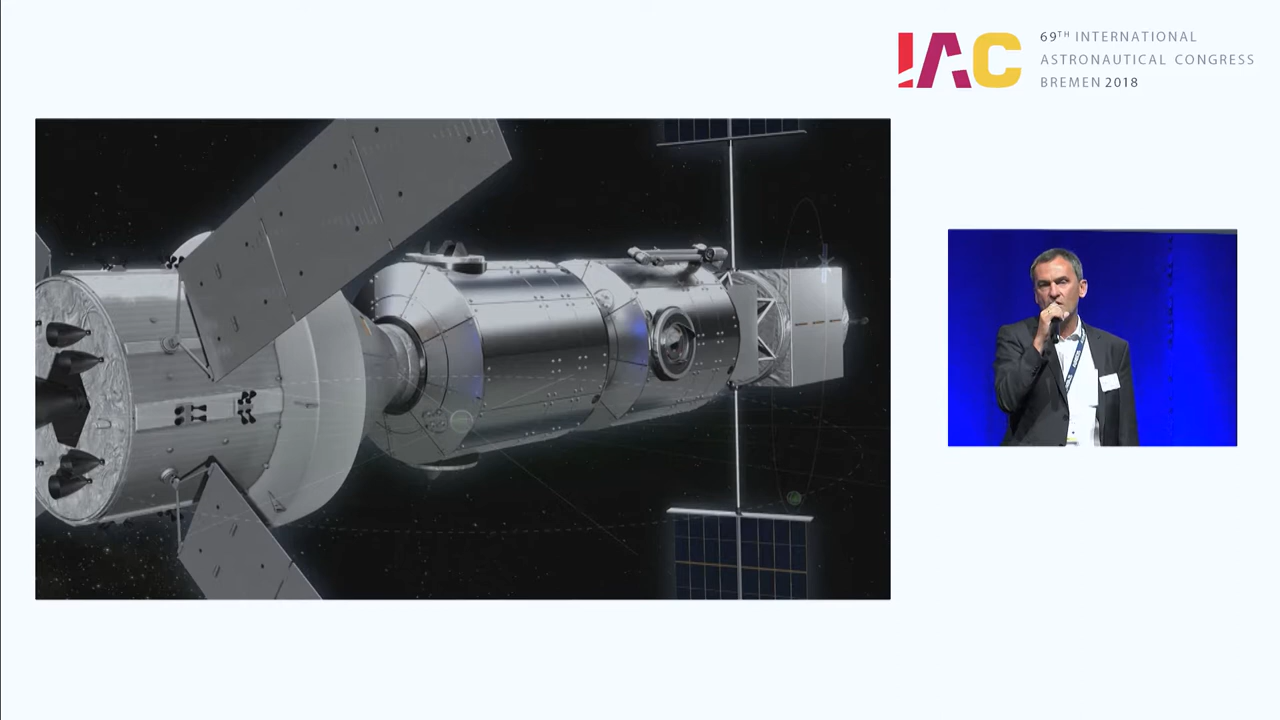 IAC
69TH INTERNATIONAL
ASTRONAUTICAL CONGRESS
BREMEN 2018